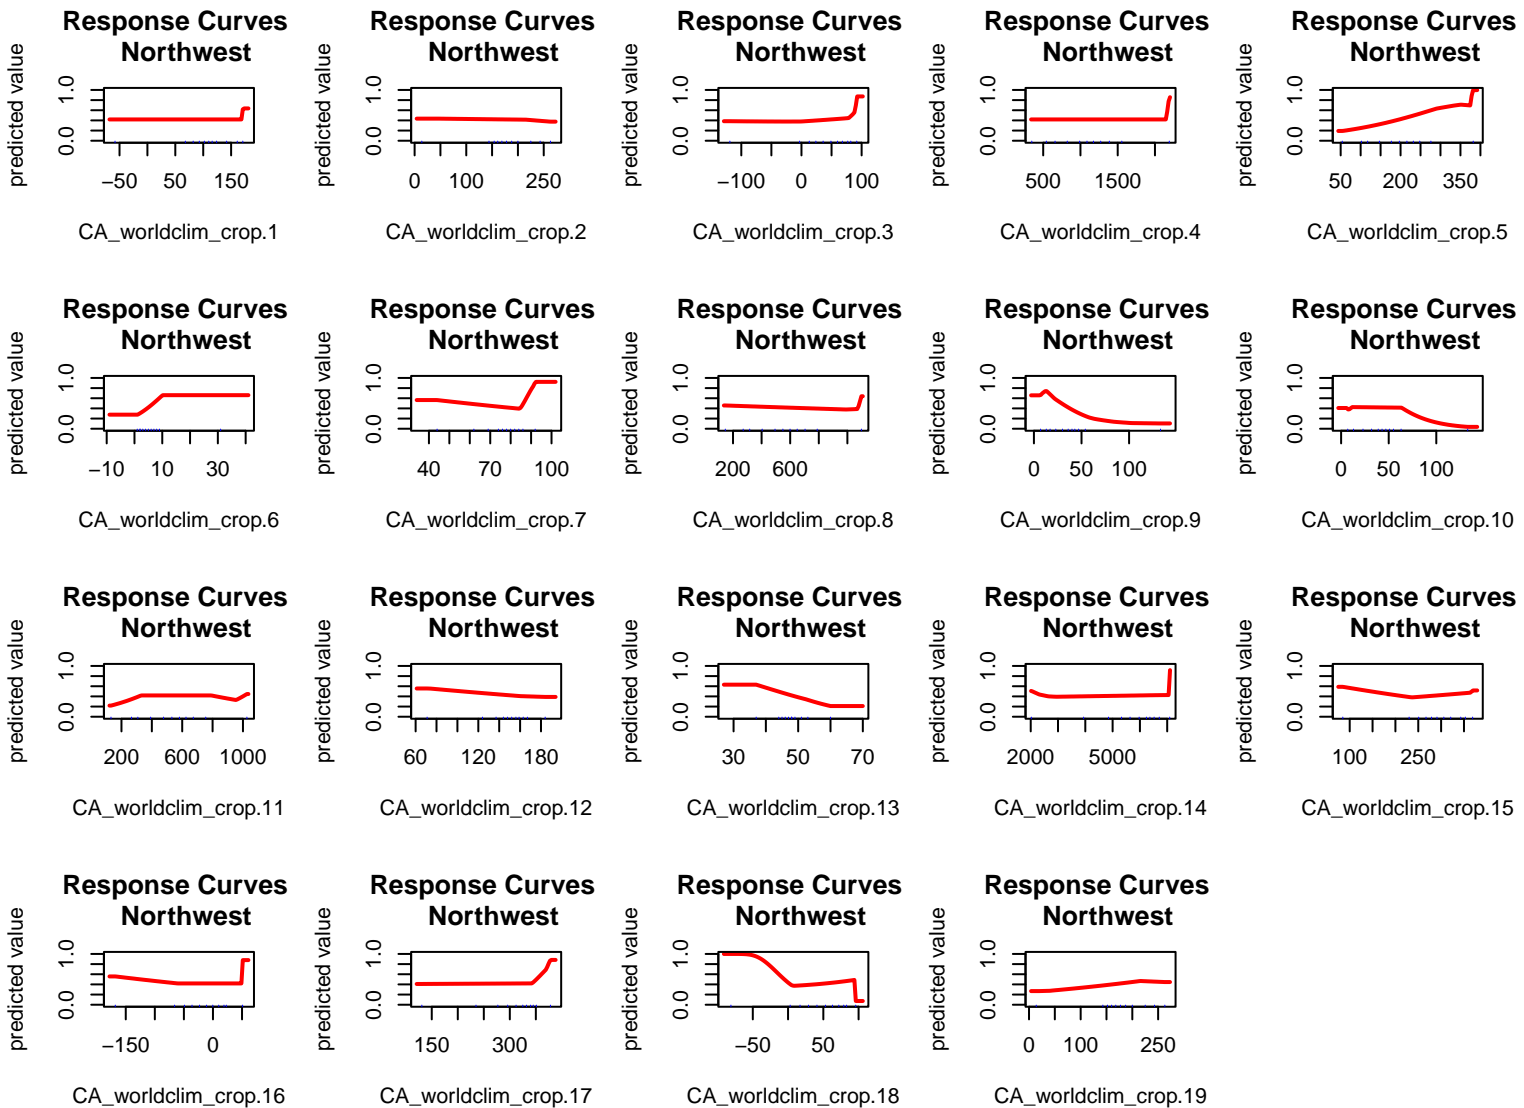 Response Curves
Northwest
predicted value
0.0 1.0
−50 50 150
CA_worldclim_crop.1
Response Curves
Northwest
predicted value
0.0 1.0
0 100 250
CA_worldclim_crop.2
Response Curves
Northwest
predicted value
0.0 1.0
−100 0 100
CA_worldclim_crop.3
Response Curves
Northwest
predicted value
0.0 1.0
500 1500
CA_worldclim_crop.4
Response Curves
Northwest
predicted value
0.0 1.0
50 200 350
CA_worldclim_crop.5
Response Curves
Northwest
predicted value
0.0 1.0
−10 10 30
CA_worldclim_crop.6
Response Curves
Northwest
predicted value
0.0 1.0
40 70 100
CA_worldclim_crop.7
Response Curves
Northwest
predicted value
0.0 1.0
200 600
CA_worldclim_crop.8
Response Curves
Northwest
predicted value
0.0 1.0
0 50 100
CA_worldclim_crop.9
Response Curves
Northwest
predicted value
0.0 1.0
0 50 100
CA_worldclim_crop.10
Response Curves
Northwest
predicted value
0.0 1.0
200 600 1000
CA_worldclim_crop.11
Response Curves
Northwest
predicted value
0.0 1.0
60 120 180
CA_worldclim_crop.12
Response Curves
Northwest
predicted value
0.0 1.0
30 50 70
CA_worldclim_crop.13
Response Curves
Northwest
predicted value
0.0 1.0
2000 5000
CA_worldclim_crop.14
Response Curves
Northwest
predicted value
0.0 1.0
100 250
CA_worldclim_crop.15
Response Curves
Northwest
predicted value
0.0 1.0
−150 0
CA_worldclim_crop.16
Response Curves
Northwest
predicted value
0.0 1.0
150 300
CA_worldclim_crop.17
Response Curves
Northwest
predicted value
0.0 1.0
−50 50
CA_worldclim_crop.18
Response Curves
Northwest
predicted value
0.0 1.0
0 100 250
CA_worldclim_crop.19